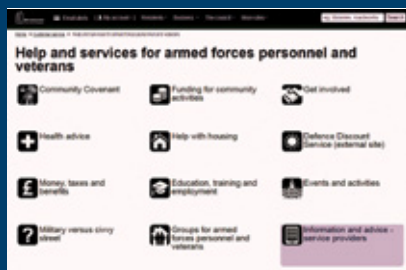 Help and services for armed forces personnel and
veterans
Community Covenant
Funding for community
activities
Get involved
Health advice
Help with housing
Defence Discount
Service (external site)
Money, taxes and
benefits
Education, training and
employment
Events and activities
Military versus civvy
street
Groups for armed
forces personnel and
veterans
Information and advice -
service providers